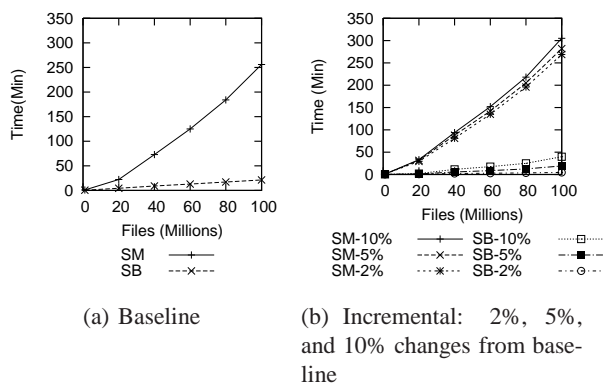 350
300
250
200
150
100
50
0
Time(Min)
0 20 40 60 80 100
Files (Millions)
SM
SB
(a) Baseline
350
300
250
200
150
100
50
0
Time (Min)
0 20 40 60 80 100
Files (Millions)
SM-10% SB-10%
SM-5% SB-5%
SM-2% SB-2%
(b) Incremental: 2%, 5%,
and 10% changes from base-
line